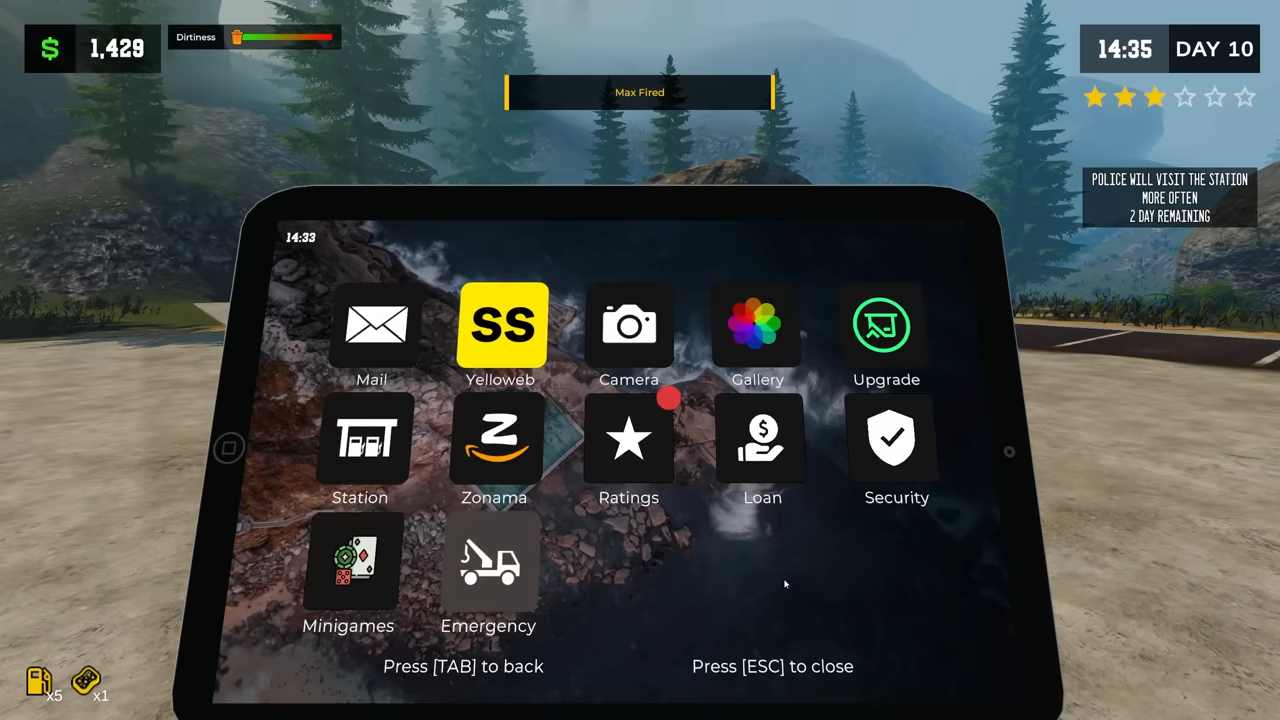 $ 1,429
Dirtiness
14:35 DAY 10
Max Fired
POLICE WILL VISIT THE STATION
MORE OFTEN
2 DAY REMAINING
14:33
SS
Mail
Yelloweb
Camera
Gallery
Upgrade
Z
$
Station
Zonama
Ratings
Loan
Security
Minigames
Emergency
Press [TAB] to back
Press [ESC] to close
x5
x1